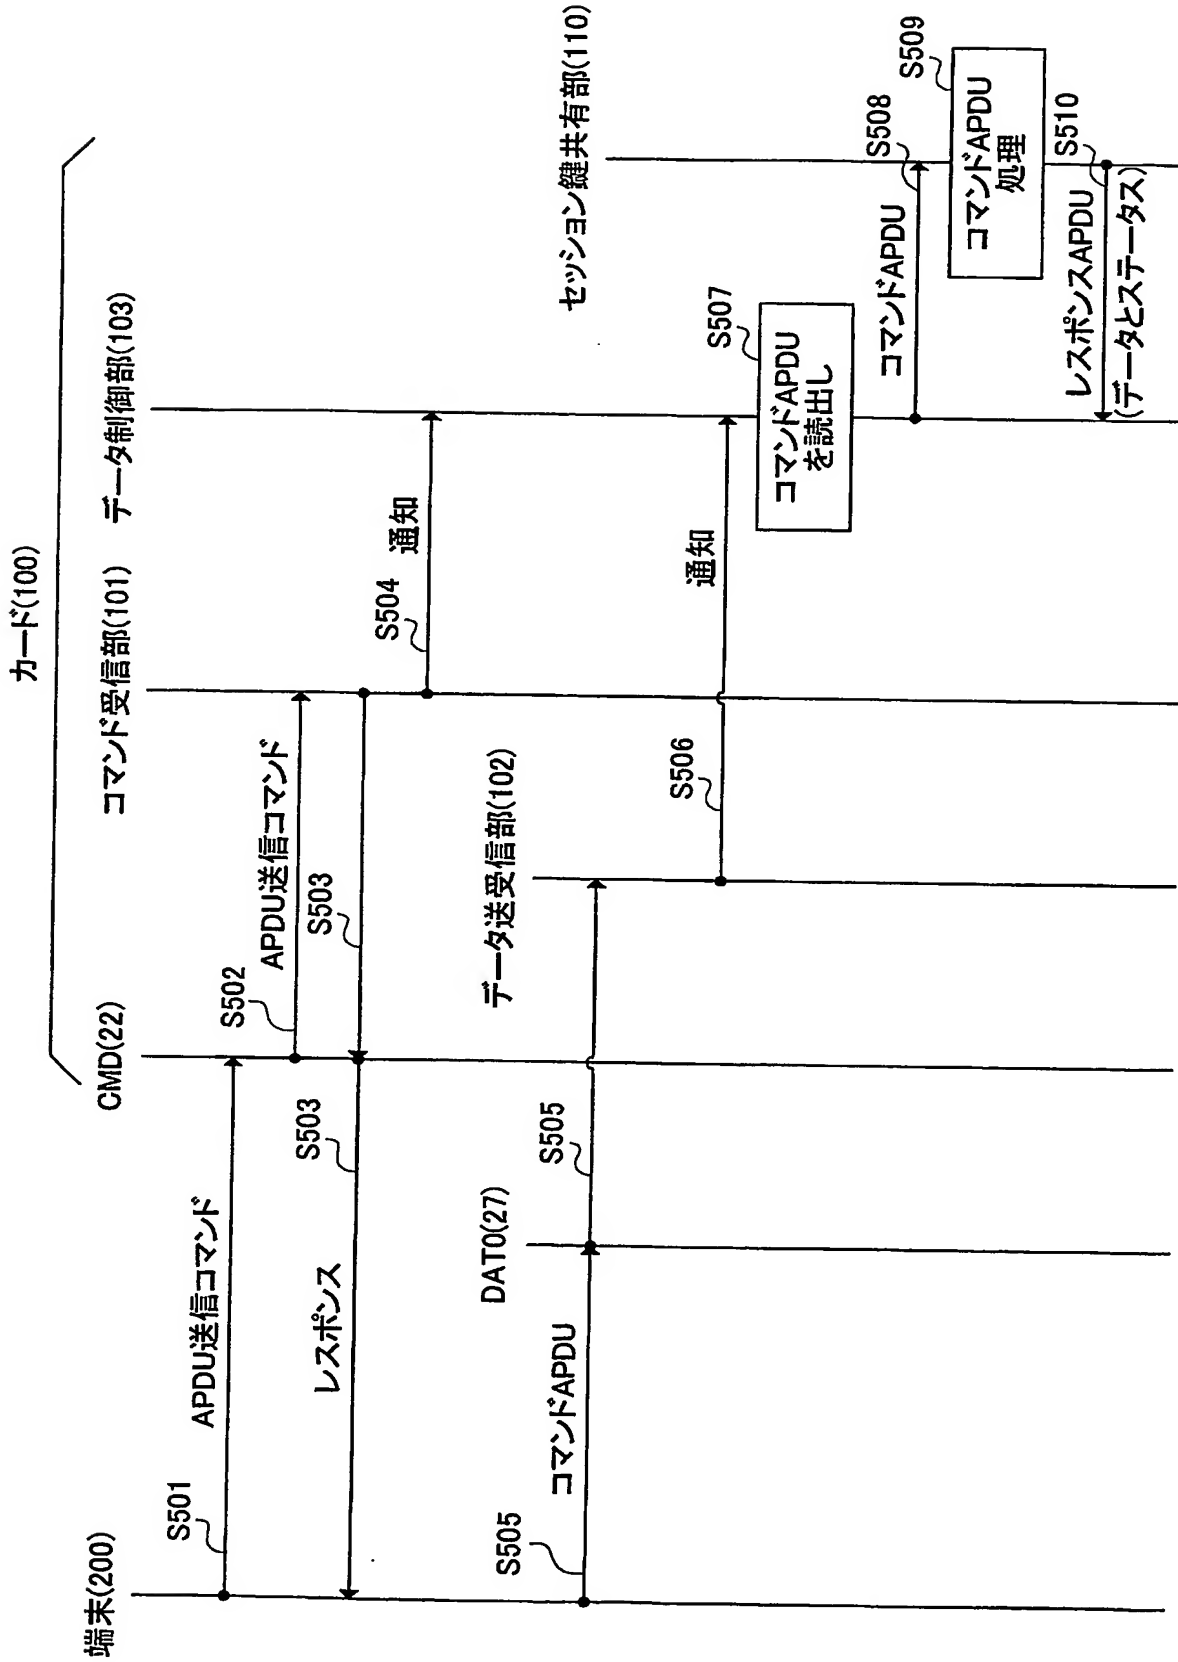 カード(100)
端末(200)
CMD(22)
コマンド受信部(101)
データ制御部(103)
セッション鍵共有部(110)
S501
APDU送信コマンド
S502
APDU送信コマンド
レスポンス
S503
S503
S504
通知
DAT0(27)
データ送受信部(102)
S505
コマンドAPDU
S505
S506
通知
S507
コマンドAPDU
を読出し
コマンドAPDU
S508
S509
コマンドAPDU
処理
レスポンスAPDU
(データとステータス)
S510